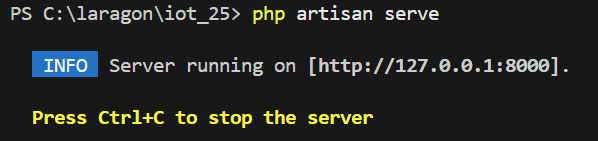 PS C:\laragon\iot_25> php artisan serve
INFO Server running on [http://127.0.0.1:8000].
Press Ctrl+C to stop the server